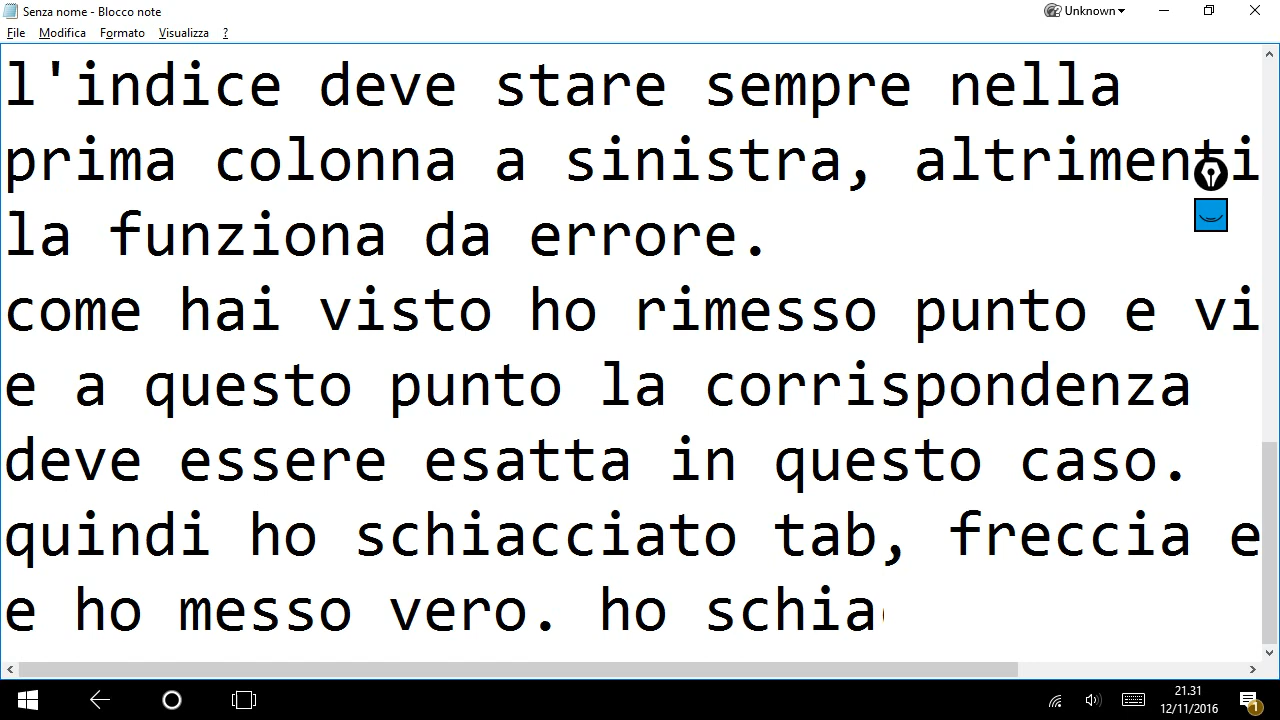 Senza nome - Blocco note
Unknown
File Modifica Formato Visualizza ?
l'indice deve stare sempre nella
prima colonna a sinistra, altrimenti
la funziona da errore.
come hai visto ho rimesso punto e vi
e a questo punto la corrispondenza
deve essere esatta in questo caso.
quindi ho schiacciato tab, freccia e
e ho messo vero. ho schia
21.31
12/11/2016
1